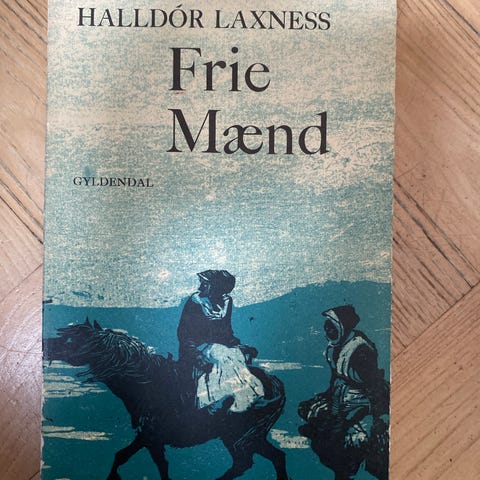 HALLDÓR LAXNESS
Frie
Mænd
GYLDENDAL